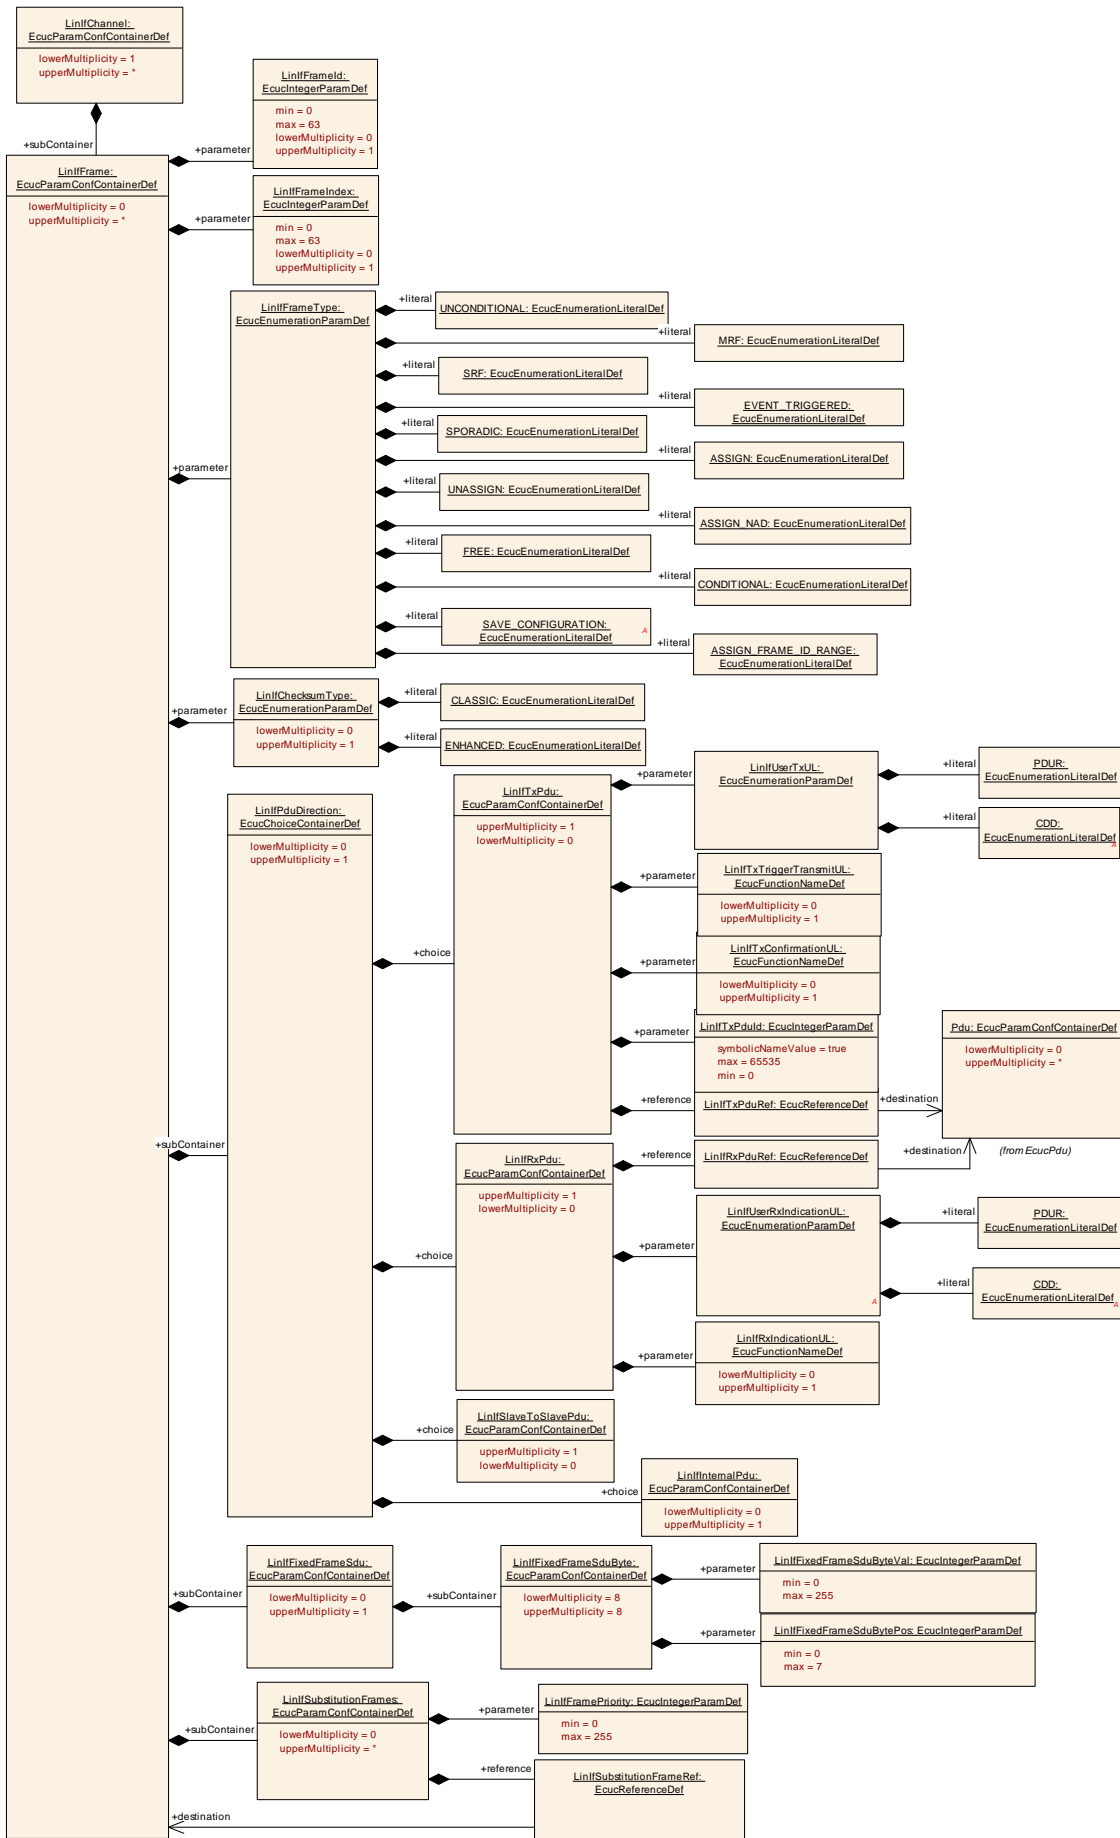 LinIfChannel:
EcucParamConfContainerDef
lowerMultiplicity = 1
upperMultiplicity = *
+subContainer
LinIfFrame:
EcucParamConfContainerDef
lowerMultiplicity = 0
upperMultiplicity = *
+parameter
LinIfFrameId:
EcucIntegerParamDef
min = 0
max = 63
lowerMultiplicity = 0
upperMultiplicity = 1
+parameter
LinIfFrameIndex:
EcucIntegerParamDef
min = 0
max = 63
lowerMultiplicity = 0
upperMultiplicity = 1
+parameter
LinIfFrameType:
EcucEnumerationParamDef
+literal
UNCONDITIONAL: EcucEnumerationLiteralDef
+literal
MRF: EcucEnumerationLiteralDef
+literal
SRF: EcucEnumerationLiteralDef
+literal
EVENT_TRIGGERED:
EcucEnumerationLiteralDef
+literal
SPORADIC: EcucEnumerationLiteralDef
+literal
ASSIGN: EcucEnumerationLiteralDef
+literal
UNASSIGN: EcucEnumerationLiteralDef
+literal
ASSIGN_NAD: EcucEnumerationLiteralDef
+literal
FREE: EcucEnumerationLiteralDef
+literal
CONDITIONAL: EcucEnumerationLiteralDef
+literal
SAVE_CONFIGURATION:
EcucEnumerationLiteralDef
A
+literal
ASSIGN_FRAME_ID_RANGE:
EcucEnumerationLiteralDef
+parameter
LinIfChecksumType:
EcucEnumerationParamDef
lowerMultiplicity = 0
upperMultiplicity = 1
+literal
CLASSIC: EcucEnumerationLiteralDef
+literal
ENHANCED: EcucEnumerationLiteralDef
+subContainer
LinIfPduDirection:
EcucChoiceContainerDef
lowerMultiplicity = 0
upperMultiplicity = 1
+choice
LinIfTxPdu:
EcucParamConfContainerDef
upperMultiplicity = 1
lowerMultiplicity = 0
+parameter
LinIfUserTxUL:
EcucEnumerationParamDef
+literal
PDUR:
EcucEnumerationLiteralDef
+literal
CDD:
EcucEnumerationLiteralDef
A
+parameter
LinIfTxTriggerTransmitUL:
EcucFunctionNameDef
lowerMultiplicity = 0
upperMultiplicity = 1
+parameter
LinIfTxConfirmationUL:
EcucFunctionNameDef
lowerMultiplicity = 0
upperMultiplicity = 1
+parameter
LinIfTxPduId: EcucIntegerParamDef
symbolicNameValue = true
max = 65535
min = 0
+reference
LinIfTxPduRef: EcucReferenceDef
+destination
Pdu: EcucParamConfContainerDef
lowerMultiplicity = 0
upperMultiplicity = *
(from EcucPdu)
+choice
LinIfRxPdu:
EcucParamConfContainerDef
upperMultiplicity = 1
lowerMultiplicity = 0
+reference
LinIfRxPduRef: EcucReferenceDef
+destination
+parameter
LinIfUserRxIndicationUL:
EcucEnumerationParamDef
A
+literal
PDUR:
EcucEnumerationLiteralDef
+literal
CDD:
EcucEnumerationLiteralDef
A
+parameter
LinIfRxIndicationUL:
EcucFunctionNameDef
lowerMultiplicity = 0
upperMultiplicity = 1
+choice
LinIfSlaveToSlavePdu:
EcucParamConfContainerDef
upperMultiplicity = 1
lowerMultiplicity = 0
+choice
LinIfInternalPdu:
EcucParamConfContainerDef
lowerMultiplicity = 0
upperMultiplicity = 1
+subContainer
LinIfFixedFrameSdu:
EcucParamConfContainerDef
lowerMultiplicity = 0
upperMultiplicity = 1
+subContainer
LinIfFixedFrameSduByte:
EcucParamConfContainerDef
lowerMultiplicity = 8
upperMultiplicity = 8
+parameter
LinIfFixedFrameSduByteVal: EcucIntegerParamDef
min = 0
max = 255
+parameter
LinIfFixedFrameSduBytePos: EcucIntegerParamDef
min = 0
max = 7
+subContainer
LinIfSubstitutionFrames:
EcucParamConfContainerDef
lowerMultiplicity = 0
upperMultiplicity = *
+parameter
LinIfFramePriority: EcucIntegerParamDef
min = 0
max = 255
+reference
LinIfSubstitutionFrameRef:
EcucReferenceDef
+destination